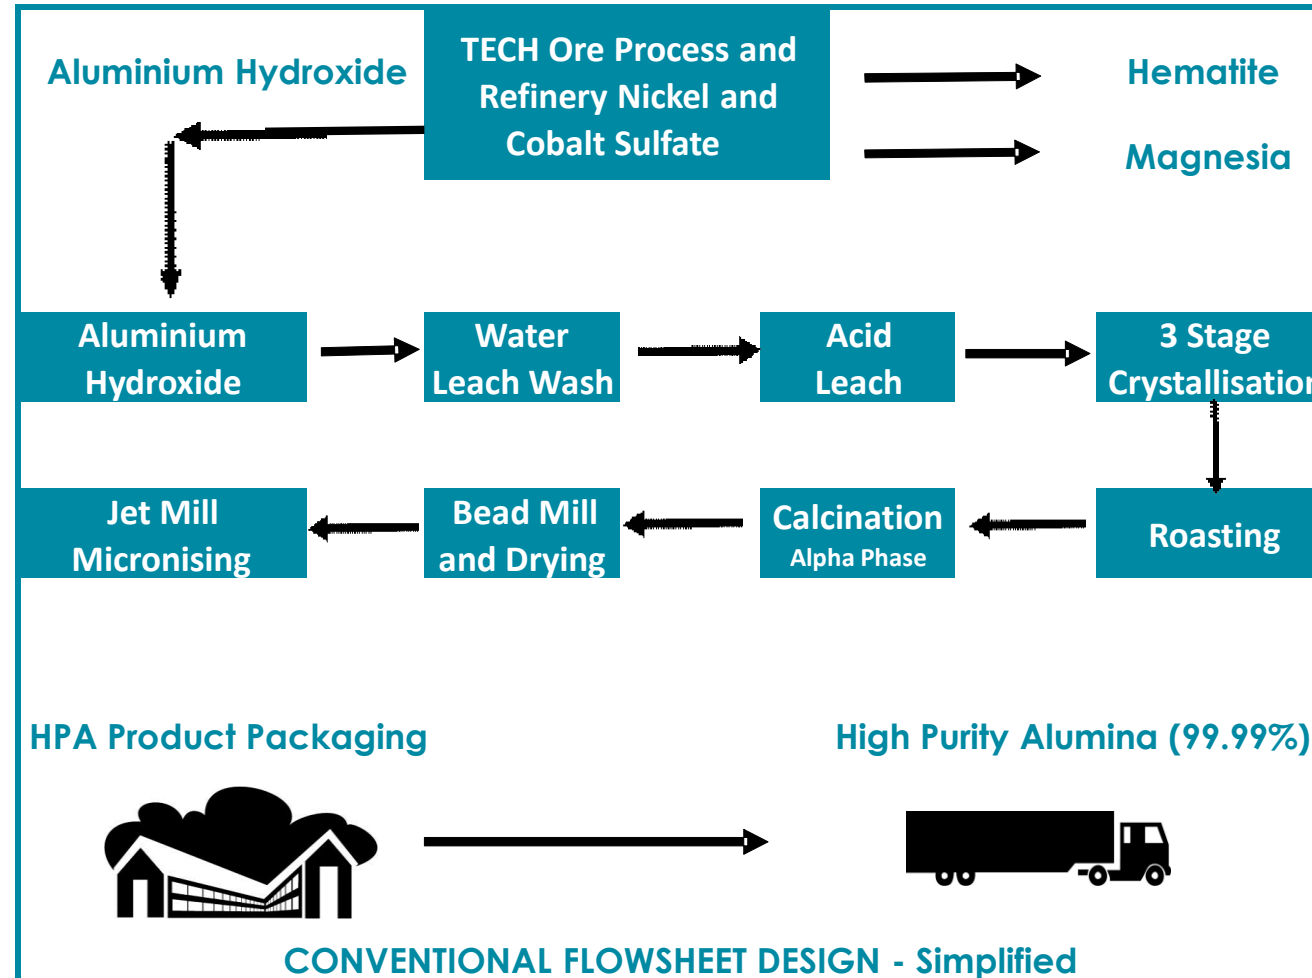 Aluminium Hydroxide
TECH Ore Process and
Refinery Nickel and
Cobalt Sulfate
Hematite
Magnesia
Aluminium
Hydroxide
Water
Leach Wash
Acid
Leach
3 Stage
Crystallisation
Jet Mill
Micronising
Bead Mill
and Drying
Calcination
Alpha Phase
Roasting
HPA Product Packaging
High Purity Alumina (99.99%)
CONVENTIONAL FLOWSHEET DESIGN - Simplified